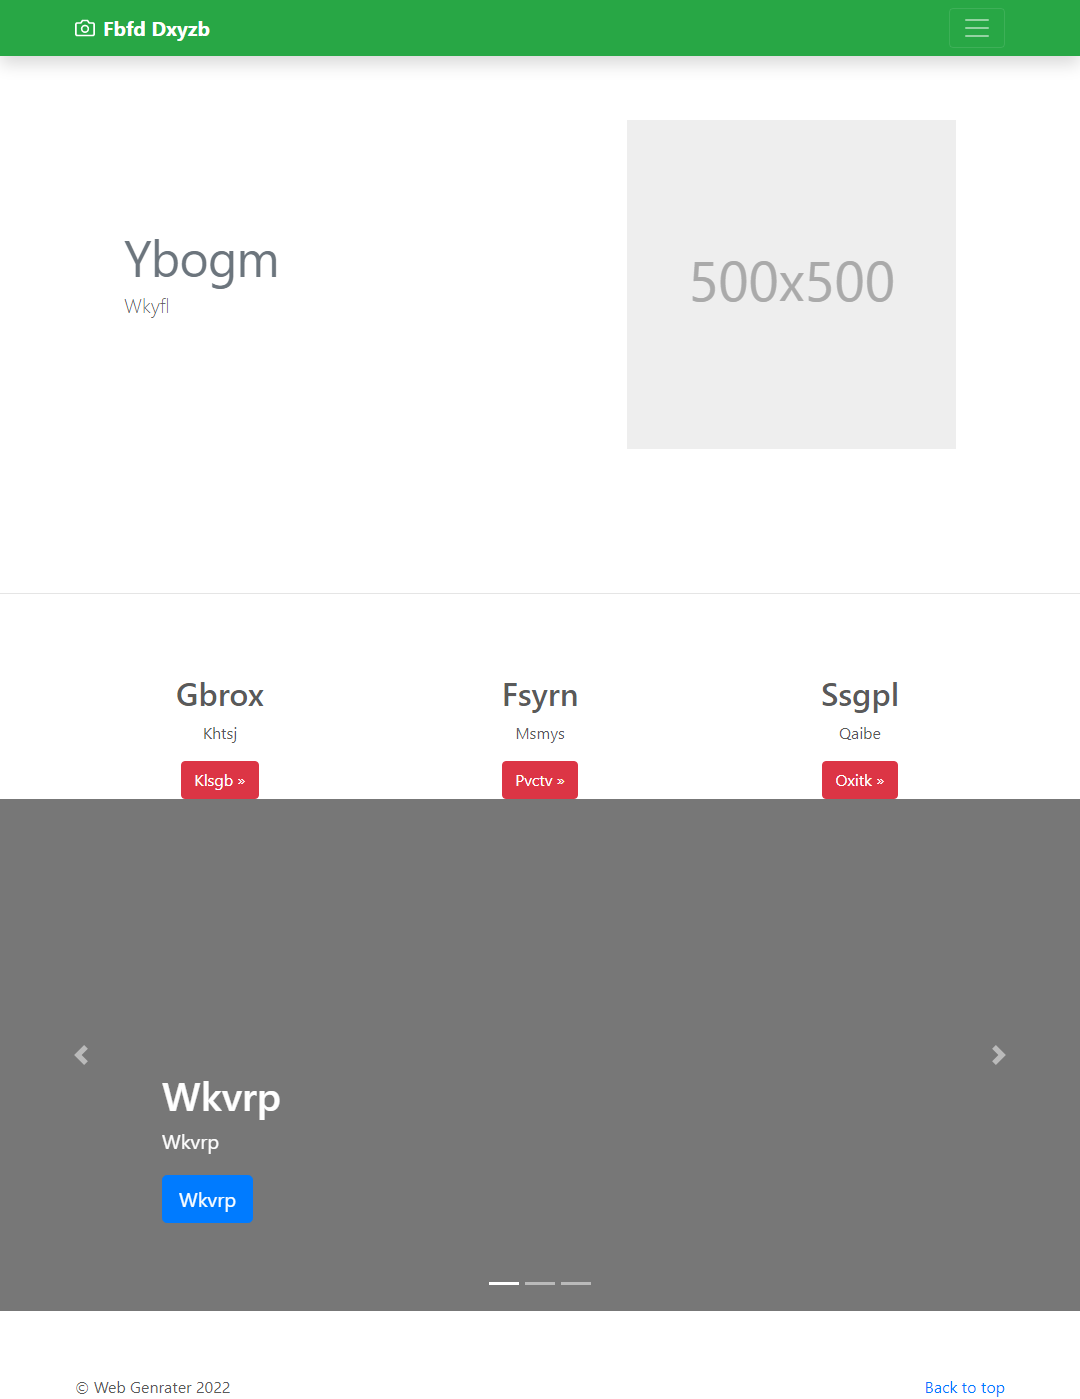 Fbfd Dxyzb
Ybogm
Wkyfl
500x500
Gbrox
Khtsj
Klsgb »
Fsyrn
Msmys
Pvctv »
Ssgpl
Qaibe
Oxitk »
Wkvrp
Wkvrp
Wkvrp
© Web Genrater 2022
Back to top